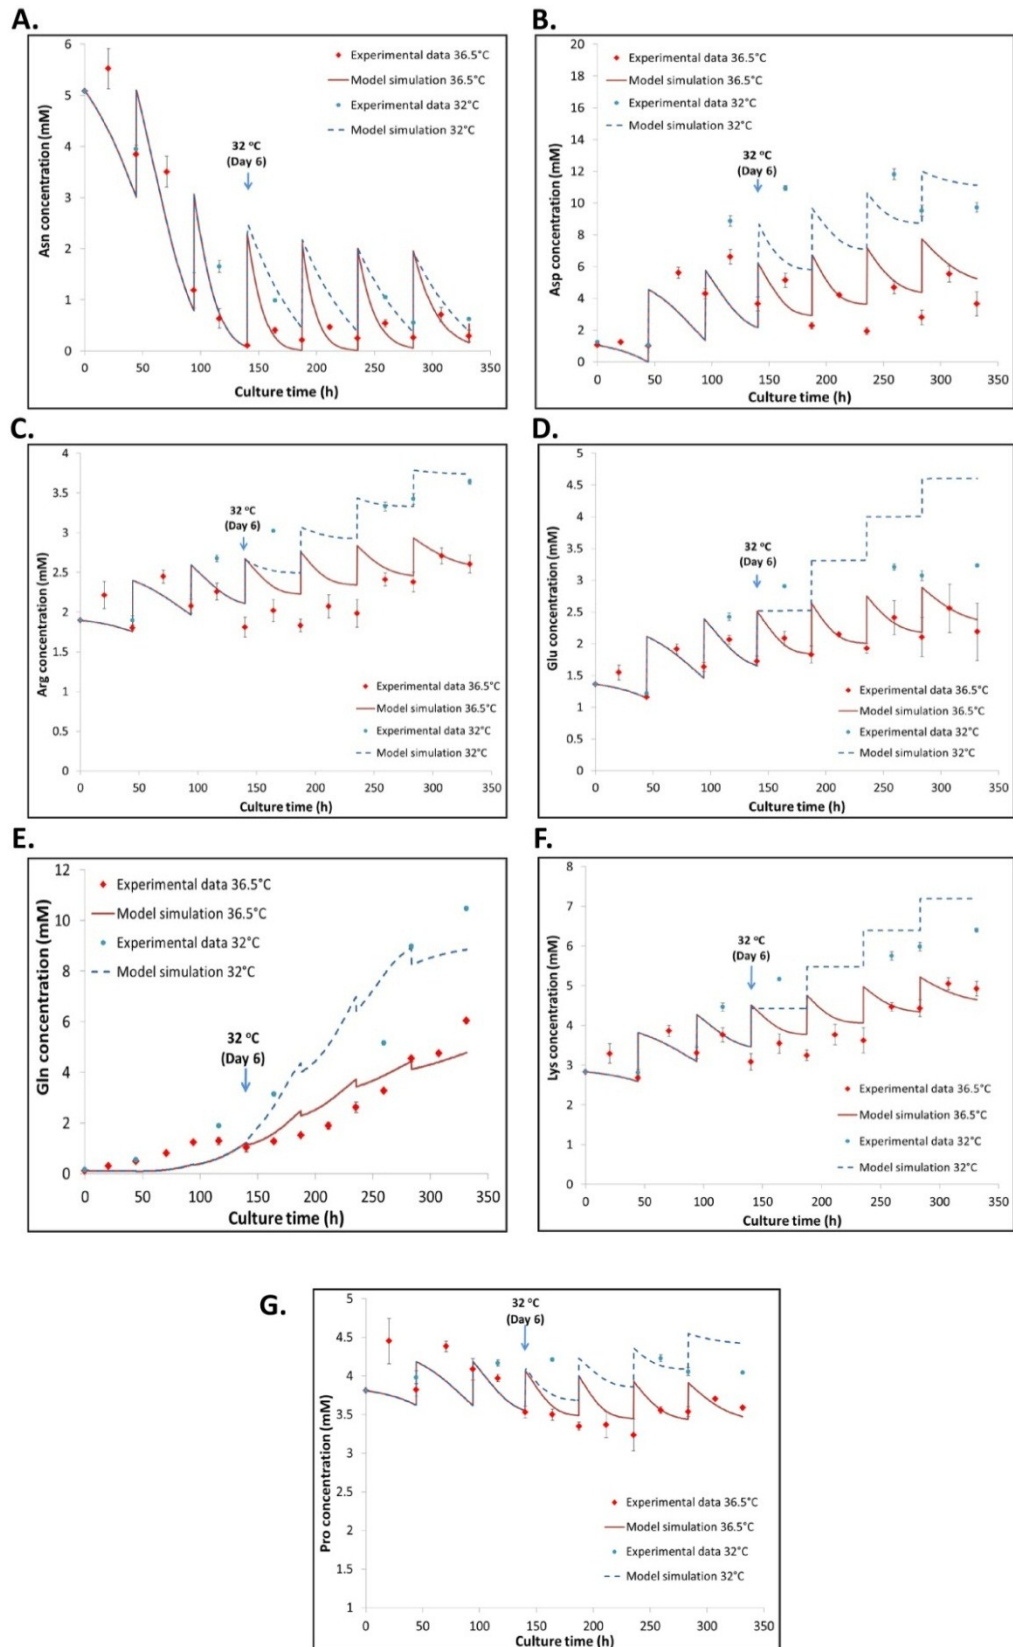 A.
Experimental data 36.5°C
Model simulation 36.5°C
Experimental data 32°C
Model simulation 32°C
32 °C
(Day 6)
Asn concentration (mM)
6
5
4
3
2
1
0
0 50 100 150 200 250 300 350
Culture time (h)
B.
Experimental data 36.5°C
Model simulation 36.5°C
Experimental data 32°C
Model simulation 32°C
32 °C
(Day 6)
Asp concentration (mM)
20
18
16
14
12
10
8
6
4
2
0
0 50 100 150 200 250 300 350
Culture time (h)
C.
32 °C
(Day 6)
Arg concentration (mM)
4
3.5
3
2.5
2
1.5
1
0.5
0
Experimental data 36.5°C
Model simulation 36.5°C
Experimental data 32°C
Model simulation 32°C
0 50 100 150 200 250 300 350
Culture time (h)
D.
32 °C
(Day 6)
Glu concentration (mM)
5
4.5
4
3.5
3
2.5
2
1.5
1
0.5
0
Experimental data 36.5°C
Model simulation 36.5°C
Experimental data 32°C
Model simulation 32°C
0 50 100 150 200 250 300 350
Culture time (h)
E.
Experimental data 36.5°C
Model simulation 36.5°C
Experimental data 32°C
Model simulation 32°C
32 °C
(Day 6)
Gln concentration (mM)
12
10
8
6
4
2
0
0 50 100 150 200 250 300 350
Culture time (h)
F.
32 °C
(Day 6)
Lys concentration (mM)
8
7
6
5
4
3
2
1
0
Experimental data 36.5°C
Model simulation 36.5°C
Experimental data 32°C
Model simulation 32°C
0 50 100 150 200 250 300 350
Culture time (h)
G.
32 °C
(Day 6)
Pro concentration (mM)
5
4.5
4
3.5
3
2.5
2
1.5
1
Experimental data 36.5°C
Model simulation 36.5°C
Experimental data 32°C
Model simulation 32°C
0 50 100 150 200 250 300 350
Culture time (h)